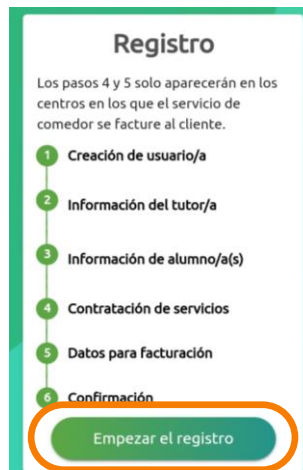 Registro
Los pasos 4 y 5 solo aparecerán en los
centros en los que el servicio de
comedor se facture al cliente.
1 Creación de usuario/a
2 Información del tutor/a
3 Información de alumno/a(s)
4 Contratación de servicios
5 Datos para facturación
6 Confirmación
Empezar el registro